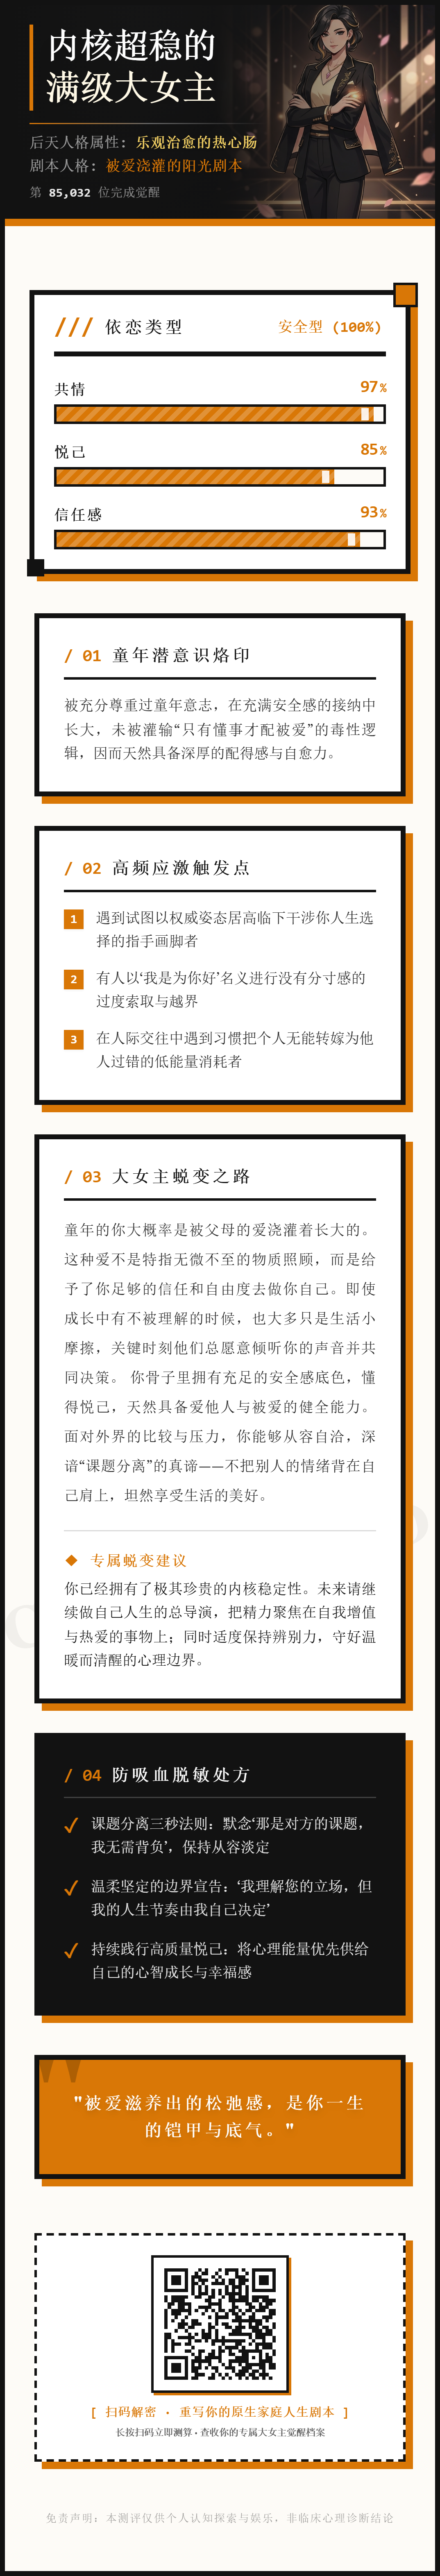 内核超稳的
满级大女主
后天人格属性：乐观治愈的热心肠
剧本人格：被爱浇灌的阳光剧本
第 85,032 位完成觉醒
/// 依恋类型 安全型 (100%)
共情 97%
悦己 85%
信任感 93%
/ 01 童年潜意识烙印
被充分尊重过童年意志，在充满安全感的接纳中
长大，未被灌输“只有懂事才配被爱”的毒性逻
辑，因而天然具备深厚的配得感与自愈力。
/ 02 高频应激触发点
1 遇到试图以权威姿态居高临下干涉你人生选
择的指手画脚者
2 有人以‘我是为你好’名义进行没有分寸感的
过度索取与越界
3 在人际交往中遇到习惯把个人无能转嫁为他
人过错的低能量消耗者
/ 03 大女主蜕变之路
童年的你大概率是被父母的爱浇灌着长大的。
这种爱不是特指无微不至的物质照顾，而是给
予了你足够的信任和自由度去做你自己。即使
成长中有不被理解的时候，也大多只是生活小
摩擦，关键时刻他们总愿意倾听你的声音并共
同决策。 你骨子里拥有充足的安全感底色，懂
得悦己，天然具备爱他人与被爱的健全能力。
面对外界的比较与压力，你能够从容自洽，深
谙“课题分离”的真谛——不把别人的情绪背在自
己肩上，坦然享受生活的美好。
◆ 专属蜕变建议
你已经拥有了极其珍贵的内核稳定性。未来请继
续做自己人生的总导演，把精力聚焦在自我增值
与热爱的事物上；同时适度保持辨别力，守好温
暖而清醒的心理边界。
/ 04 防吸血脱敏处方
✓ 课题分离三秒法则：默念‘那是对方的课题，
我无需背负’，保持从容淡定
✓ 温柔坚定的边界宣告：‘我理解您的立场，但
我的人生节奏由我自己决定’
✓ 持续践行高质量悦己：将心理能量优先供给
自己的心智成长与幸福感
"被爱滋养出的松弛感，是你一生
的铠甲与底气。"
[ 扫码解密 · 重写你的原生家庭人生剧本 ]
长按扫码立即测算 · 查收你的专属大女主觉醒档案
免责声明：本测评仅供个人认知探索与娱乐，非临床心理诊断结论